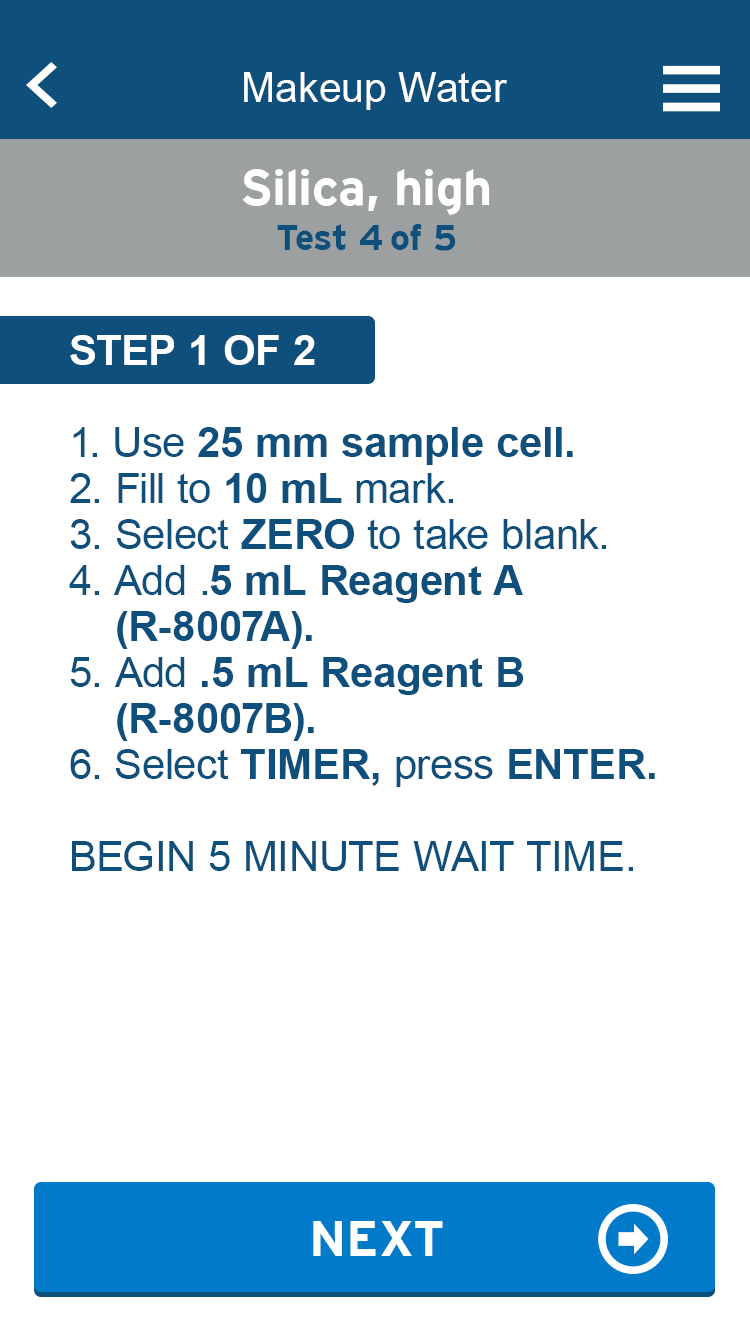 Makeup Water
Silica, high
Test 4 of 5
STEP 1 OF 2
1. Use 25 mm sample cell.
2. Fill to 10 mL mark.
3. Select ZERO to take blank.
4. Add .5 mL Reagent A
(R-8007A).
5. Add .5 mL Reagent B
(R-8007B).
6. Select TIMER, press ENTER.
BEGIN 5 MINUTE WAIT TIME.
NEXT